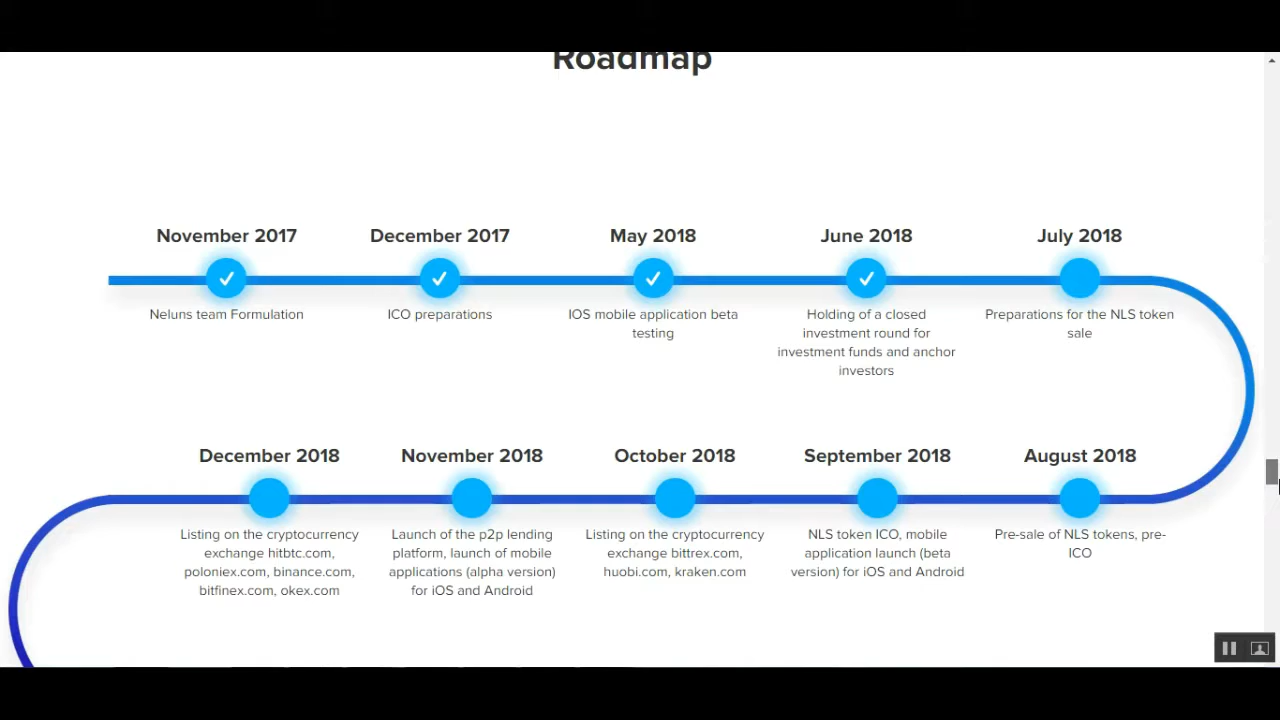 Roadmap
November 2017
Neluns team Formulation
December 2017
ICO preparations
May 2018
IOS mobile application beta
testing
June 2018
Holding of a closed
investment round for
investment funds and anchor
investors
July 2018
Preparations for the NLS token
sale
December 2018
Listing on the cryptocurrency
exchange hitbtc.com,
poloniex.com, binance.com,
bitfinex.com, okex.com
November 2018
Launch of the p2p lending
platform, launch of mobile
applications (alpha version)
for iOS and Android
October 2018
Listing on the cryptocurrency
exchange bittrex.com,
huobi.com, kraken.com
September 2018
NLS token ICO, mobile
application launch (beta
version) for iOS and Android
August 2018
Pre-sale of NLS tokens, pre-
ICO